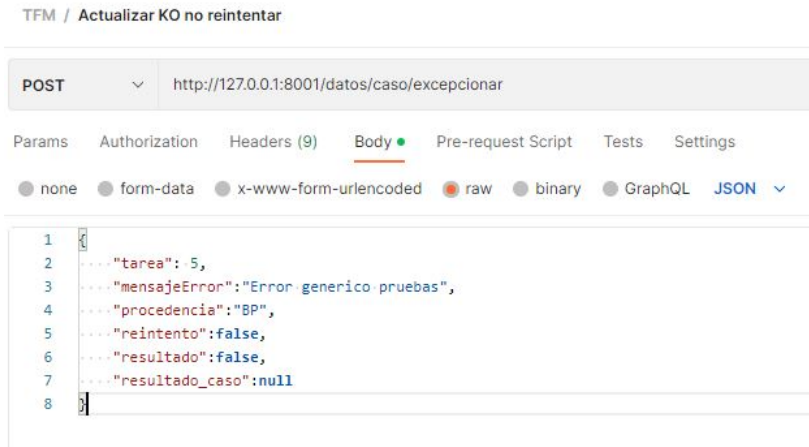 TFM / Actualizar KO no reintentar
POST http://127.0.0.1:8001/datos/caso/excepcionar
Params Authorization Headers (9) Body Pre-request Script Tests Settings
none form-data x-www-form-urlencoded raw binary GraphQL JSON
1 {
2 "tarea": 5,
3 "mensajeError":"Error generico pruebas",
4 "procedencia":"BP",
5 "reintento":false,
6 "resultado":false,
7 "resultado_caso":null
8 }